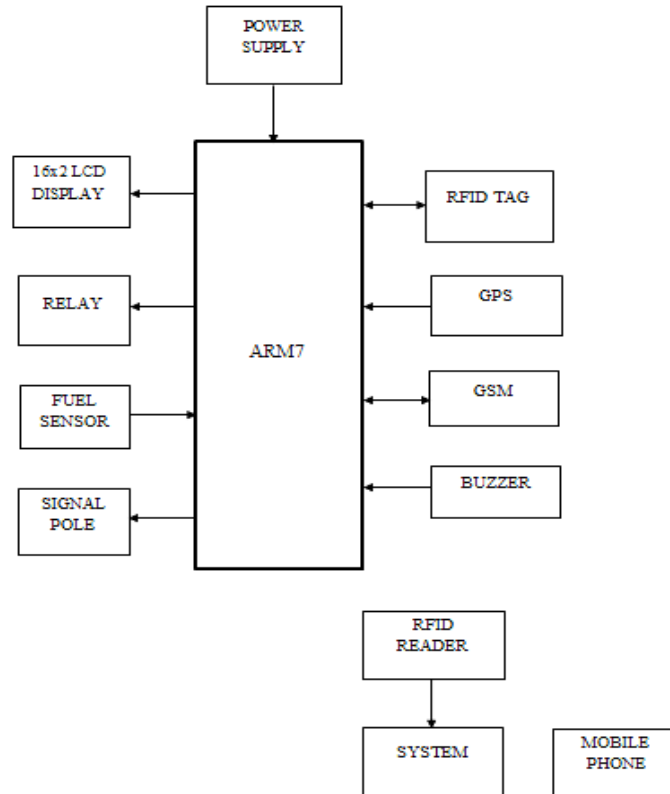 POWER
SUPPLY
16x2 LCD
DISPLAY
RFID TAG
RELAY
GPS
ARM7
FUEL
SENSOR
GSM
SIGNAL
POLE
BUZZER
RFID
READER
SYSTEM
MOBILE
PHONE